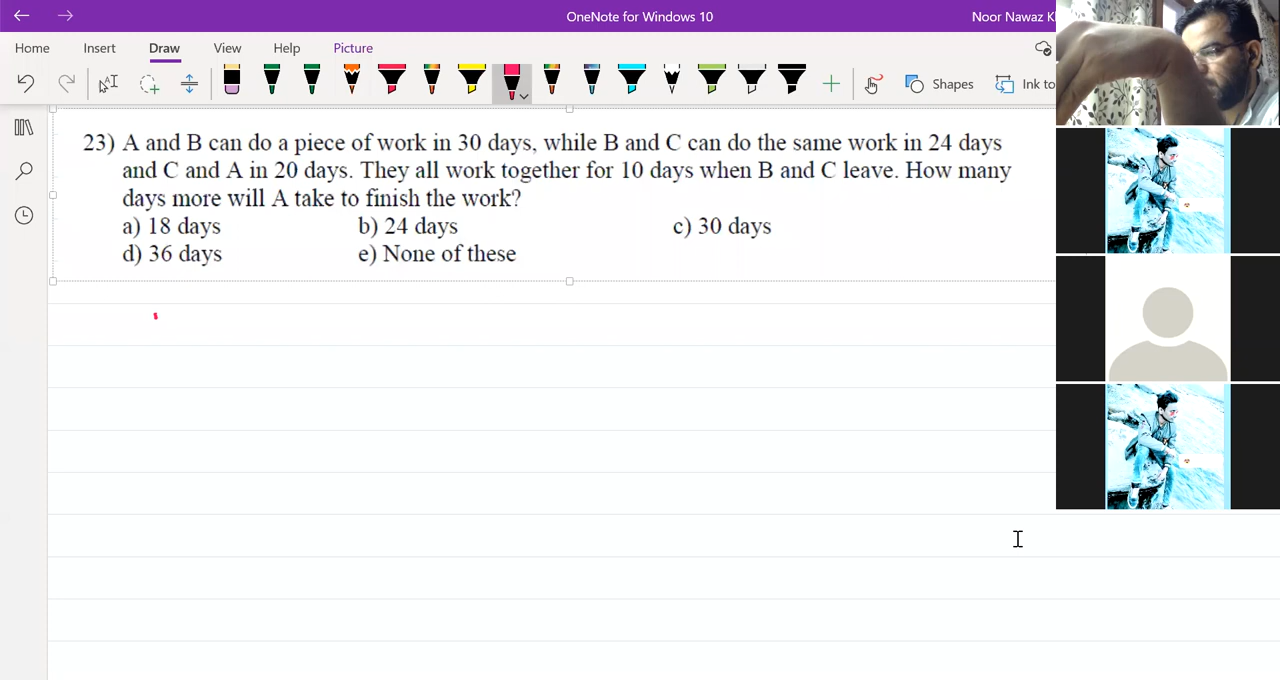 OneNote for Windows 10
Noor Nawaz
Home Insert Draw View Help Picture
Shapes
Ink to
23) A and B can do a piece of work in 30 days, while B and C can do the same work in 24 days
and C and A in 20 days. They all work together for 10 days when B and C leave. How many
days more will A take to finish the work?
a) 18 days b) 24 days c) 30 days
d) 36 days e) None of these